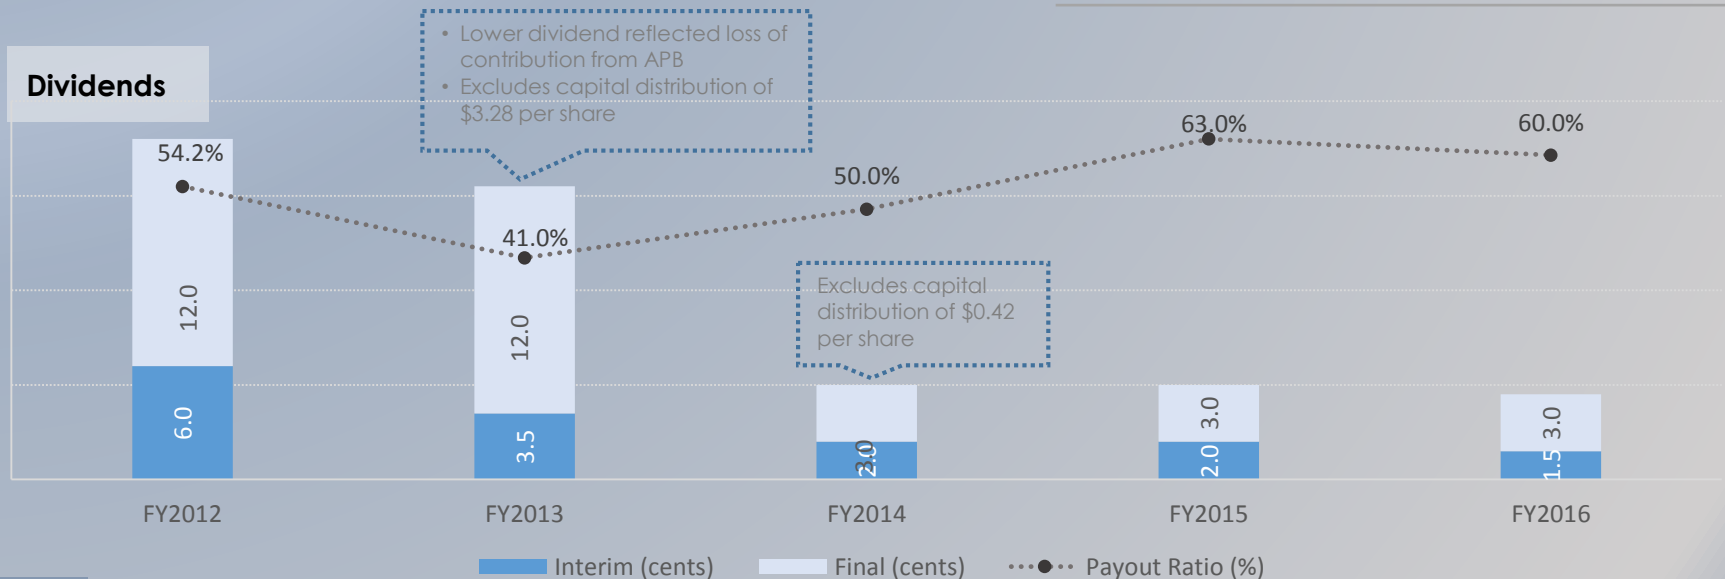 • Lower dividend reflected loss of
contribution from APB
• Excludes capital distribution of
$3.28 per share
Dividends
54.2%
41.0%
50.0%
63.0%
60.0%
Excludes capital
distribution of $0.42
per share
12.0
12.0
3.0
3.0
3.0
6.0
3.5
2.0
2.0
1.5
FY2012
FY2013
FY2014
FY2015
FY2016
Interim (cents)
Final (cents)
Payout Ratio (%)